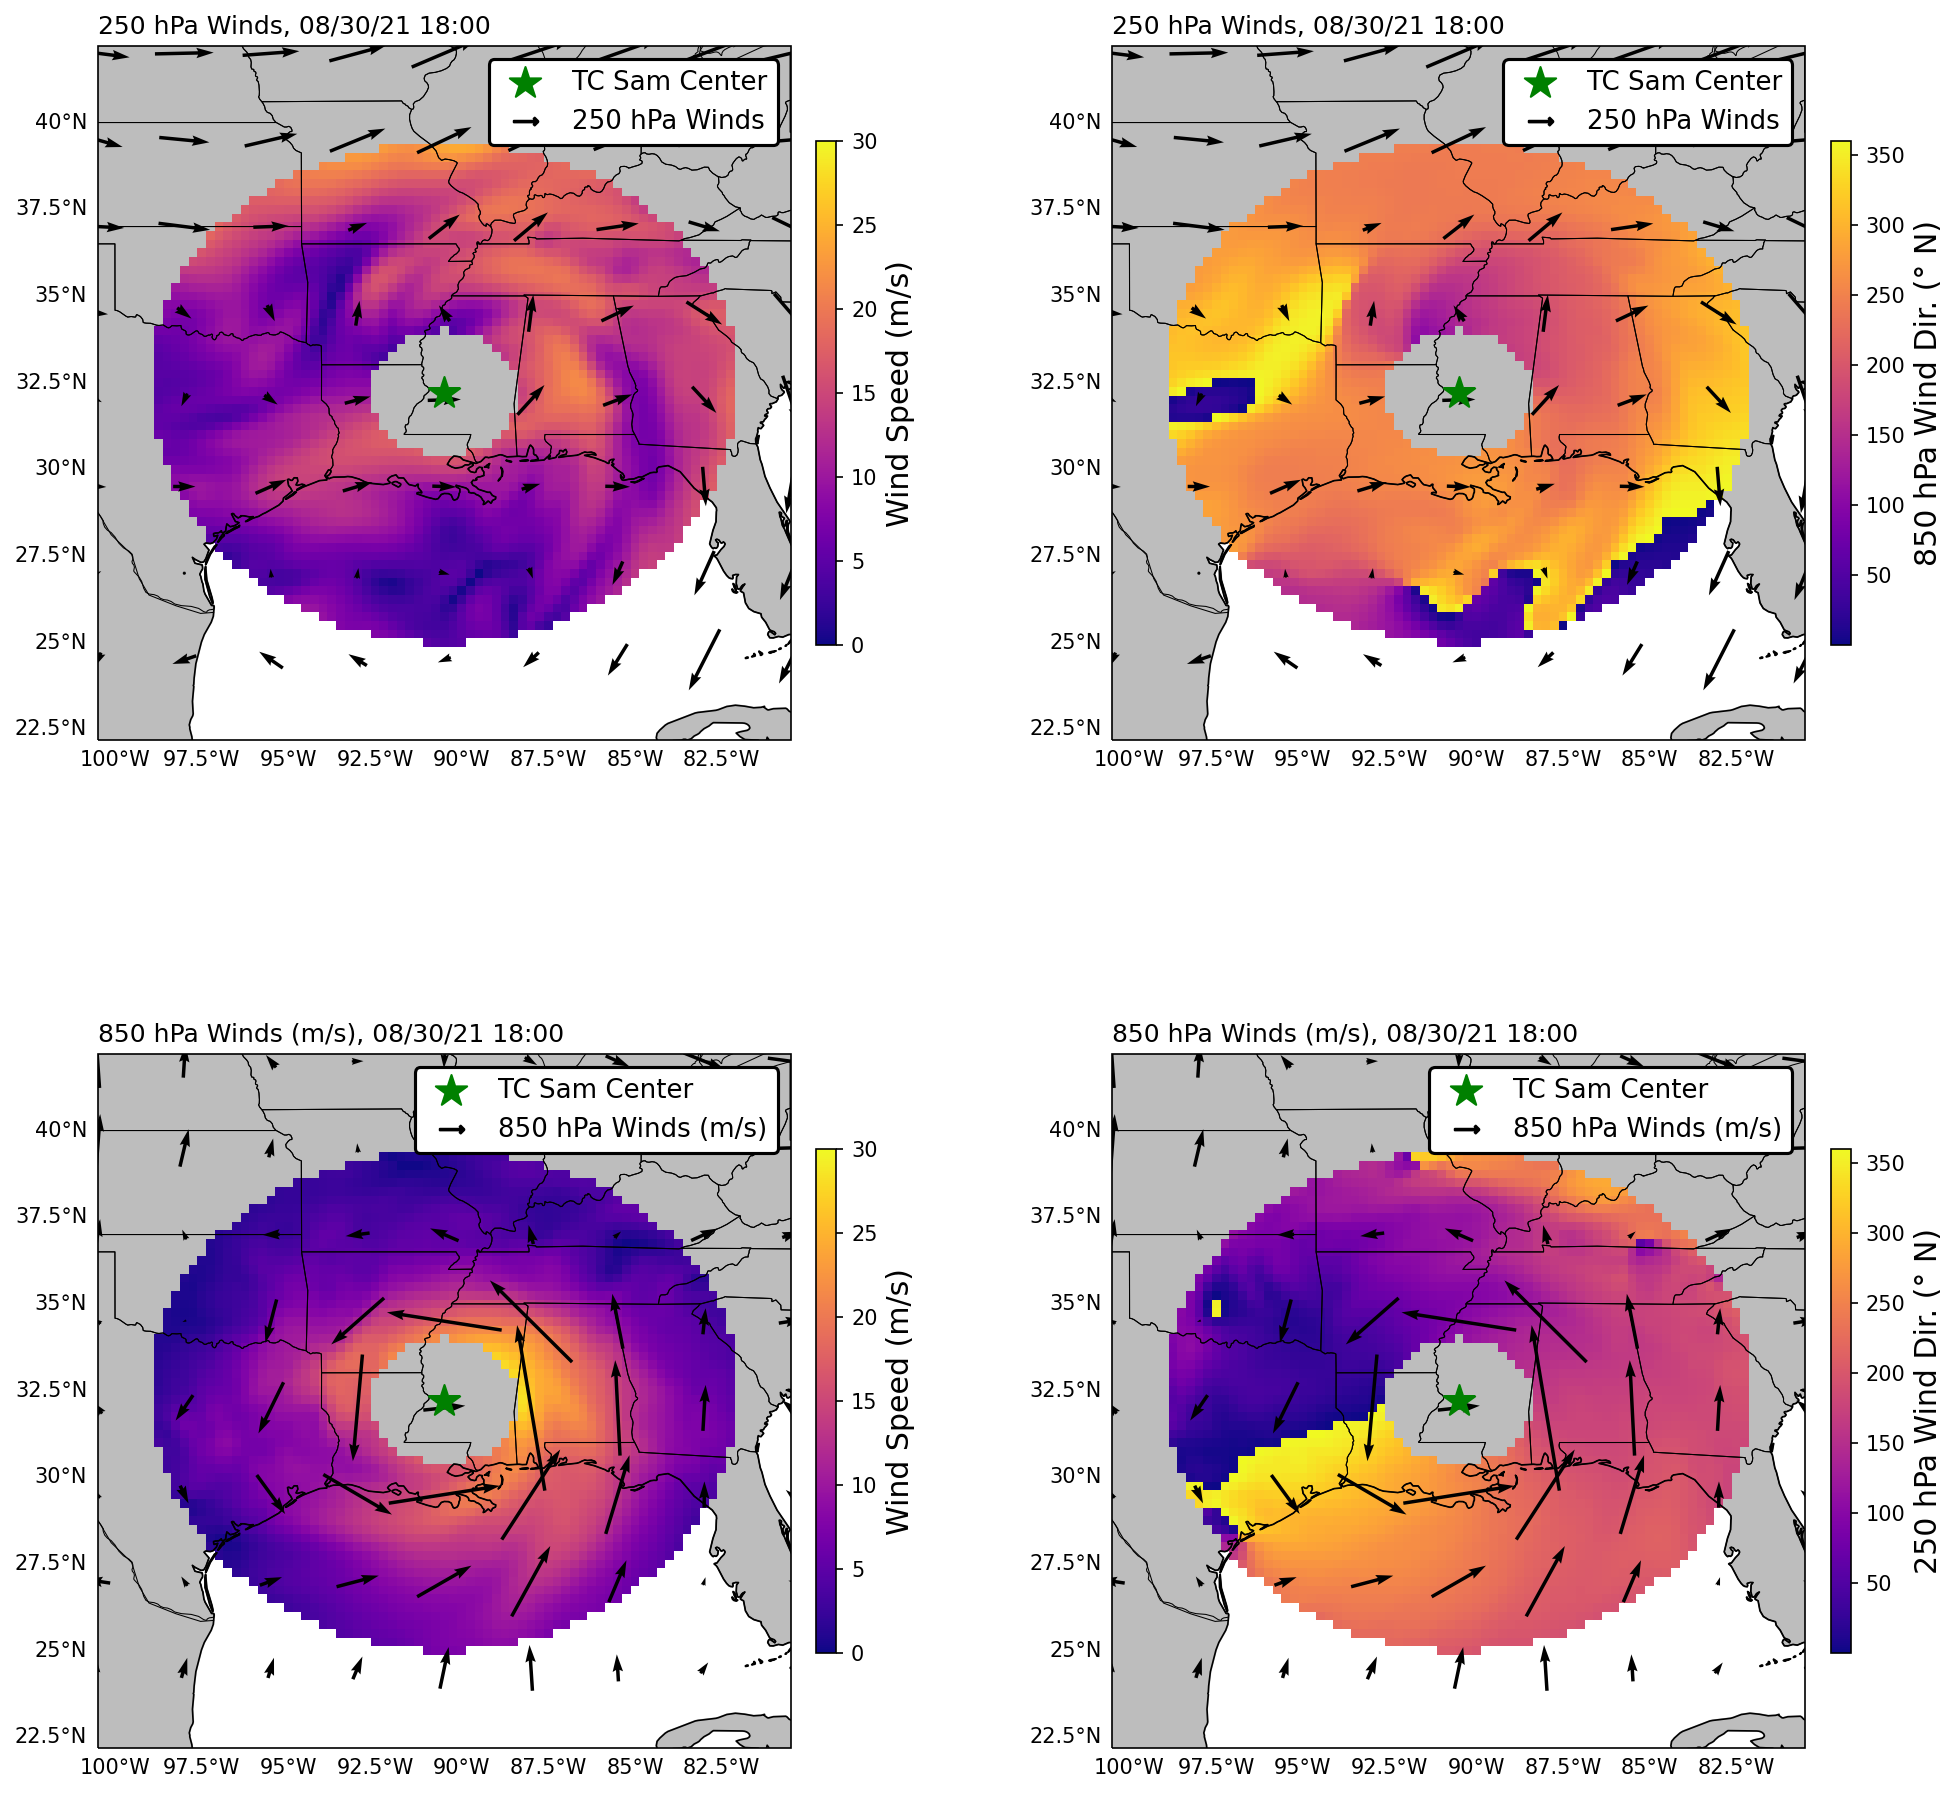 250 hPa Winds, 08/30/21 18:00
TC Sam Center
250 hPa Winds
40°N
37.5°N
35°N
32.5°N
30°N
27.5°N
25°N
22.5°N
100°W 97.5°W 95°W 92.5°W 90°W 87.5°W 85°W 82.5°W
30
25
20
15
10
5
0
Wind Speed (m/s)
250 hPa Winds, 08/30/21 18:00
TC Sam Center
250 hPa Winds
40°N
37.5°N
35°N
32.5°N
30°N
27.5°N
25°N
22.5°N
100°W 97.5°W 95°W 92.5°W 90°W 87.5°W 85°W 82.5°W
350
300
250
200
150
100
50
850 hPa Wind Dir. (° N)
850 hPa Winds (m/s), 08/30/21 18:00
TC Sam Center
850 hPa Winds (m/s)
40°N
37.5°N
35°N
32.5°N
30°N
27.5°N
25°N
22.5°N
100°W 97.5°W 95°W 92.5°W 90°W 87.5°W 85°W 82.5°W
30
25
20
15
10
5
0
Wind Speed (m/s)
850 hPa Winds (m/s), 08/30/21 18:00
TC Sam Center
850 hPa Winds (m/s)
40°N
37.5°N
35°N
32.5°N
30°N
27.5°N
25°N
22.5°N
100°W 97.5°W 95°W 92.5°W 90°W 87.5°W 85°W 82.5°W
350
300
250
200
150
100
50
250 hPa Wind Dir. (° N)